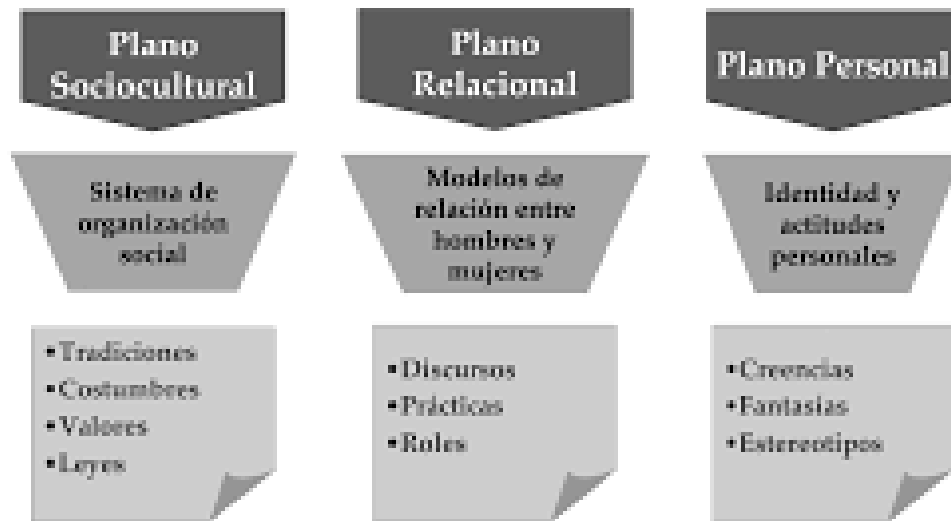 Plano
Sociocultural
Sistema de
organización
social
•Tradiciones
•Costumbres
•Valores
•Leyes
Plano
Relacional
Modelos de
relación entre
hombres y
mujeres
•Discursos
•Prácticas
•Roles
Plano Personal
Identidad y
actitudes
personales
•Creencias
•Fantasías
•Estereotipos